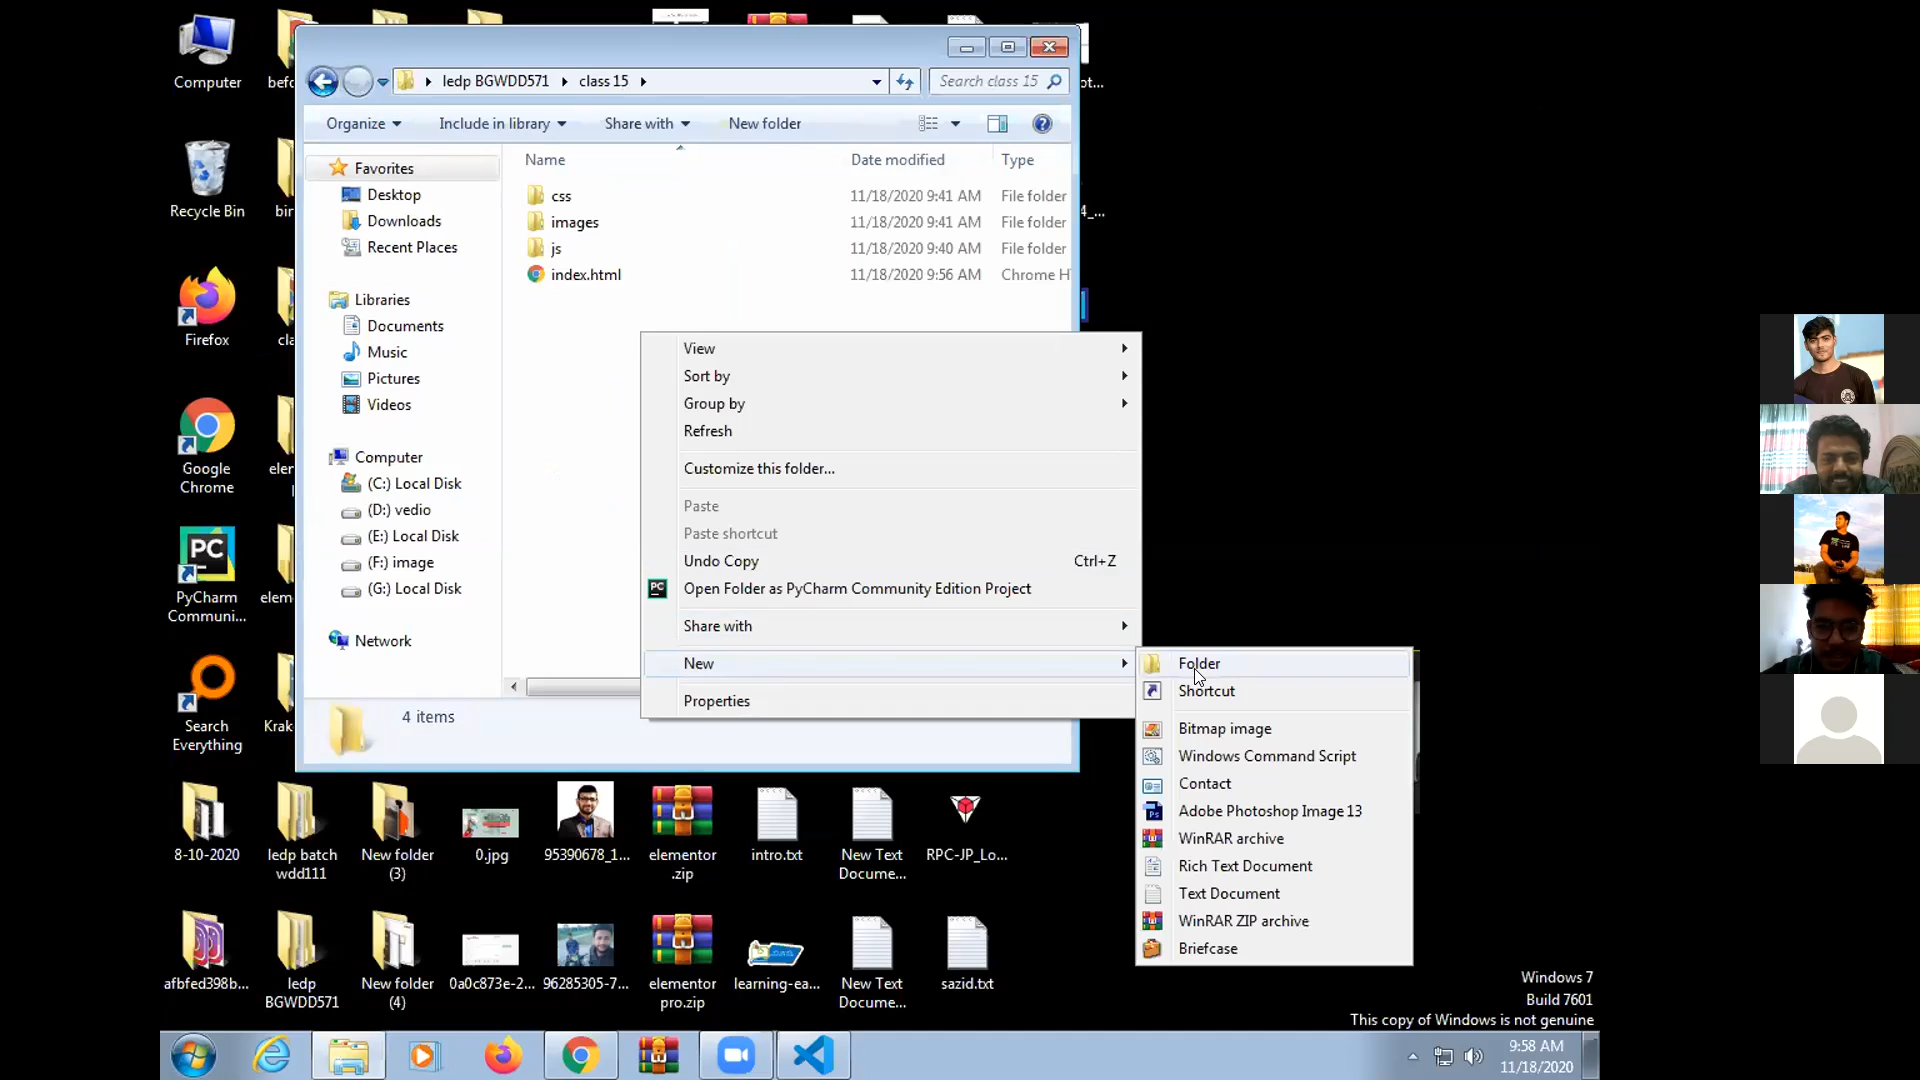 Computer
Recycle Bin
Firefox
Google
Chrome
PyCharm
Communi...
Search
Everything
befc
bin
cla
eler
elem
Krak
ot...
4_...
ledp BGWDD571
class 15
Search class 15
Organize
Include in library
Share with
New folder
Favorites
Desktop
Downloads
Recent Places
Libraries
Documents
Music
Pictures
Videos
Computer
(C:) Local Disk
(D:) vedio
(E:) Local Disk
(F:) image
(G:) Local Disk
Network
Name Date modified Type
css 11/18/2020 9:41 AM File folder
images 11/18/2020 9:41 AM File folder
js 11/18/2020 9:40 AM File folder
index.html 11/18/2020 9:56 AM Chrome H
4 items
View
Sort by
Group by
Refresh
Customize this folder...
Paste
Paste shortcut
Undo Copy Ctrl+Z
PC Open Folder as PyCharm Community Edition Project
Share with
New
Properties
Folder
Shortcut
Bitmap image
Windows Command Script
Contact
Adobe Photoshop Image 13
WinRAR archive
Rich Text Document
Text Document
WinRAR ZIP archive
Briefcase
8-10-2020
ledp batch
wdd111
New folder
(3)
0.jpg
95390678_1...
elementor
.zip
intro.txt
New Text
Docume...
RPC-JP_Lo...
afbfed398b...
ledp
BGWDD571
New folder
(4)
0a0c873e-2...
96285305-7...
elementor
pro.zip
learning-ea...
New Text
Docume...
sazid.txt
Windows 7
Build 7601
This copy of Windows is not genuine
9:58 AM
11/18/2020